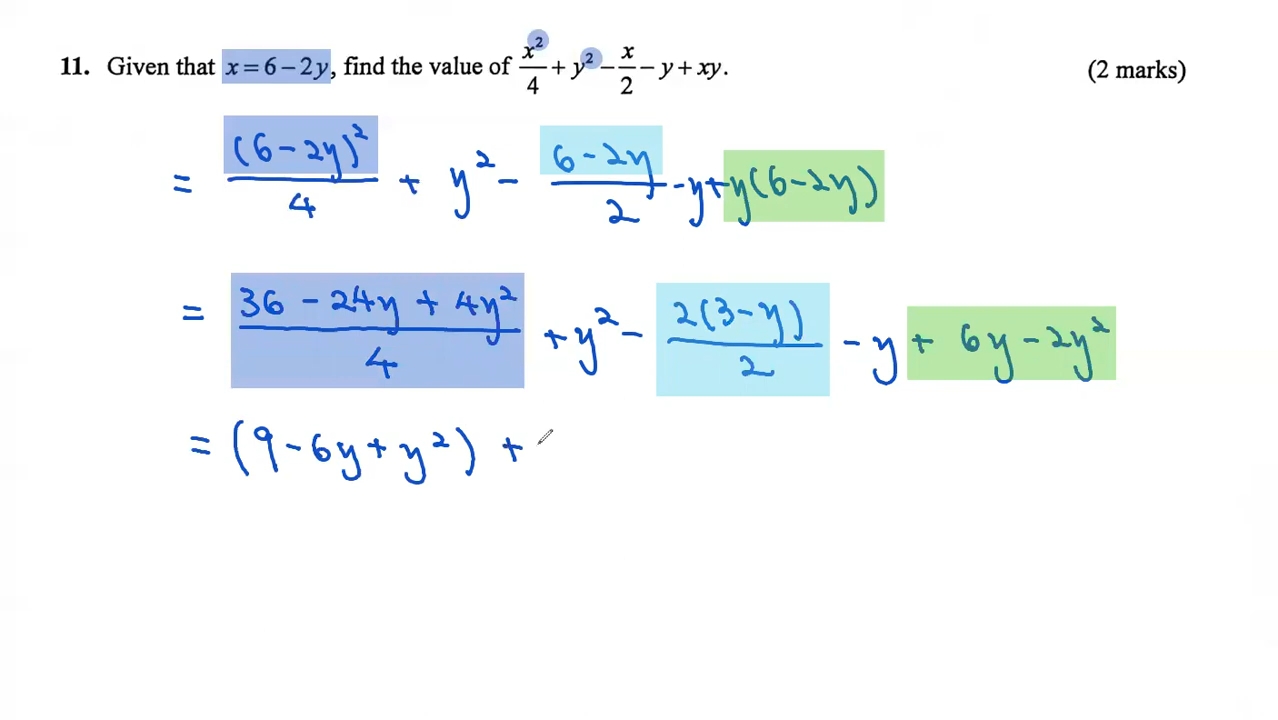 11. Given that x = 6 − 2y, find the value of x²/4 + y² − x/2 − y + xy. (2 marks)
= (6 − 2y)²/4 + y² − 6 − 2y/2 − y + y(6 − 2y)
= 36 − 24y + 4y²/4 + y² − 2(3 − y)/2 − y + 6y − 2y²
= (9 − 6y + y²) +